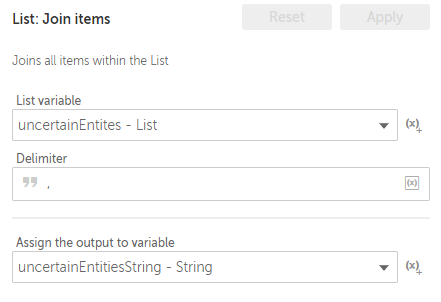 List: Join items
Reset
Apply
Joins all items within the List
List variable
uncertainEntites - List
(x)+
Delimiter
,
(x)
Assign the output to variable
uncertainEntitiesString - String
(x)+